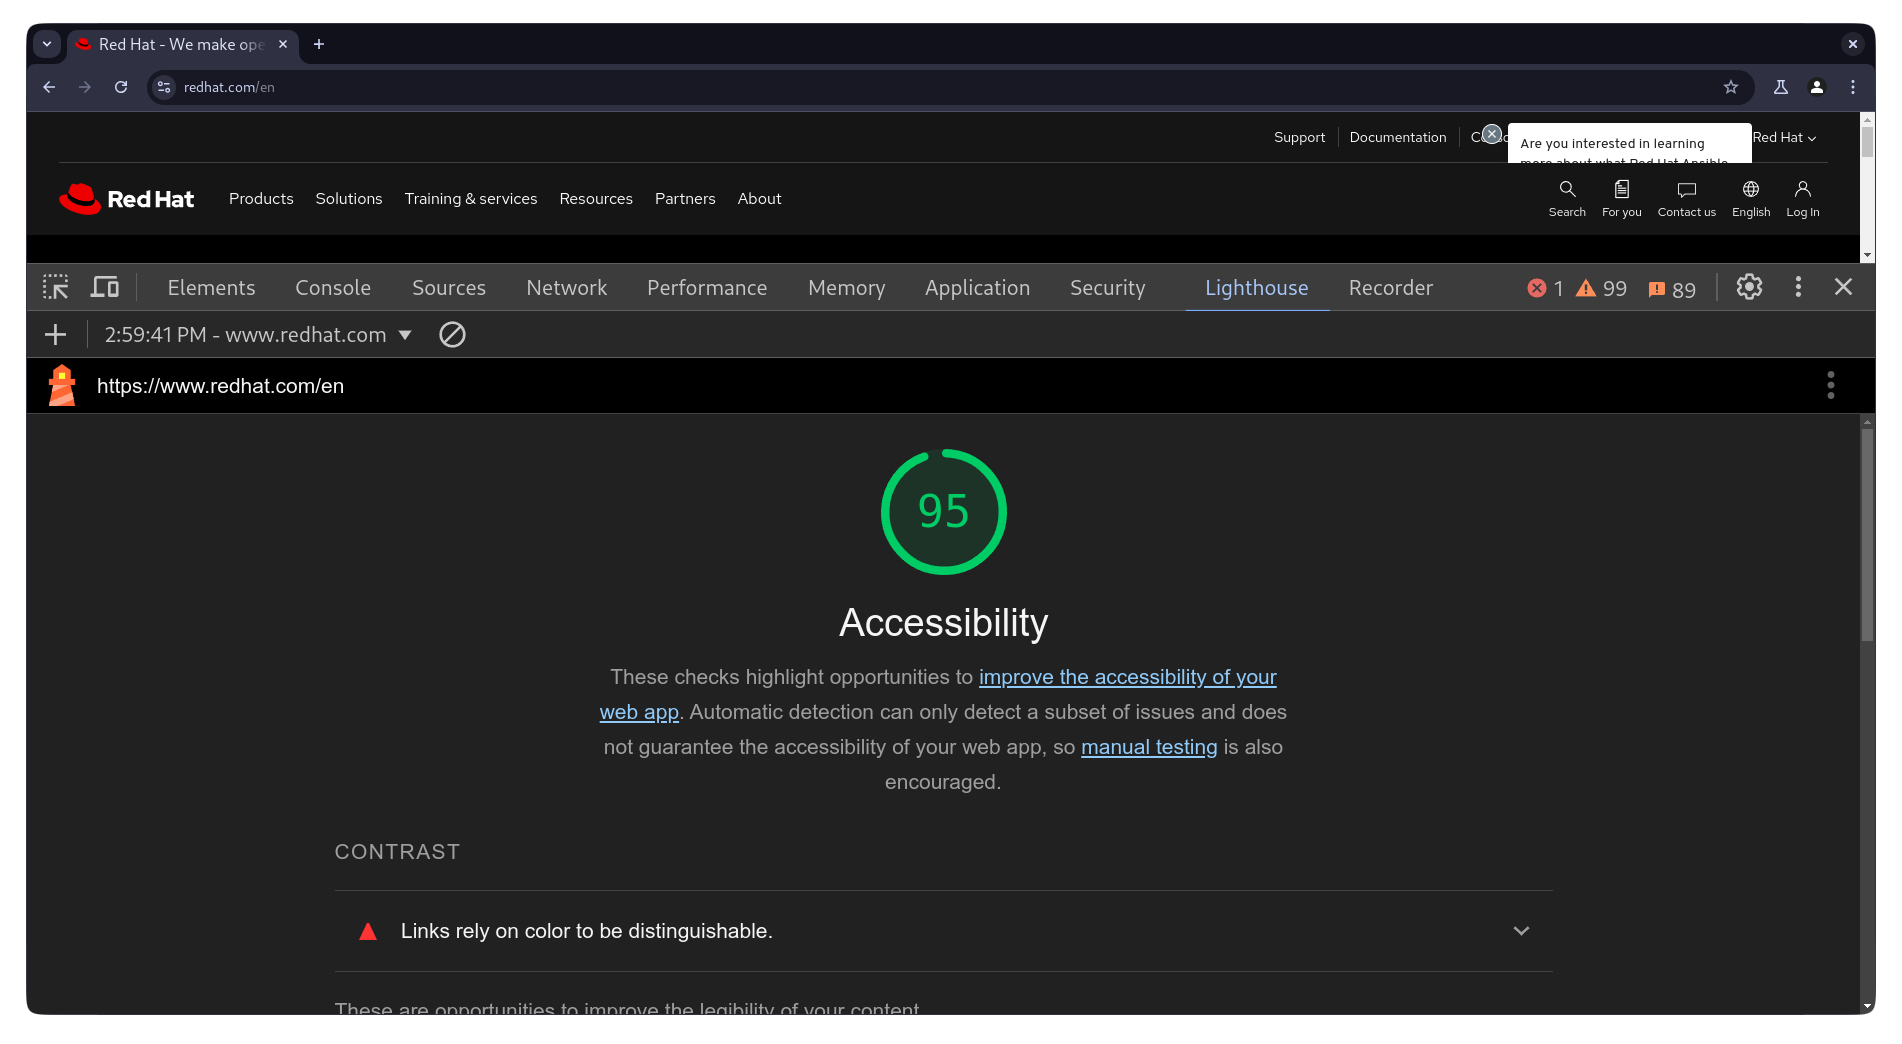 Red Hat - We make ope
redhat.com/en
Support
Documentation
Red Hat
Are you interested in learning
more about what Red Hat Ansible
Red Hat
Products
Solutions
Training & services
Resources
Partners
About
Search
For you
Contact us
English
Log In
Elements
Console
Sources
Network
Performance
Memory
Application
Security
Lighthouse
Recorder
1
99
89
2:59:41 PM - www.redhat.com
https://www.redhat.com/en
95
Accessibility
These checks highlight opportunities to improve the accessibility of your
web app. Automatic detection can only detect a subset of issues and does
not guarantee the accessibility of your web app, so manual testing is also
encouraged.
CONTRAST
Links rely on color to be distinguishable.
These are opportunities to improve the legibility of your content.